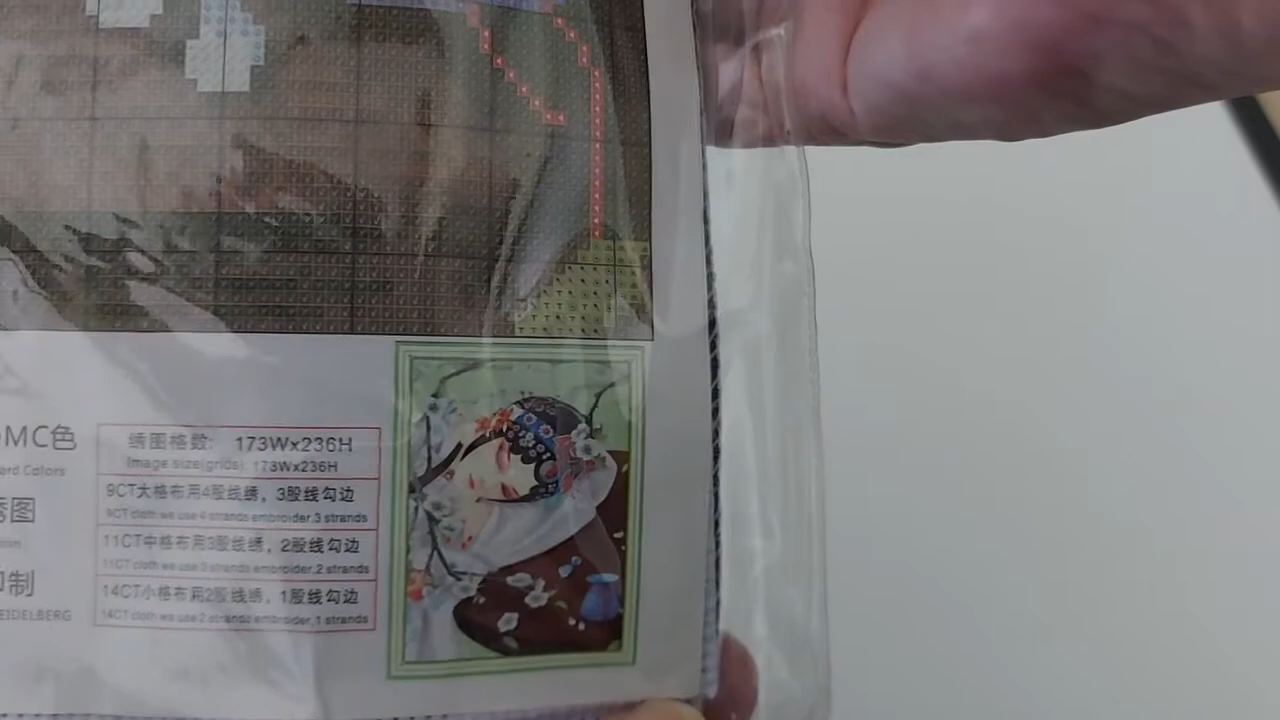 DMC色
ard Colors
绣图
印制
EIDELBERG
绣图格数: 173Wx236H
Image size(grids): 173Wx236H
9CT大格布用4股线绣，3股线勾边
9CT cloth we use 4 strands embroider,3 strands
11CT中格布用3股线绣，2股线勾边
11CT cloth we use 3 strands embroider,2 strands
14CT小格布用2股线绣，1股线勾边
14CT cloth we use 2 strands embroider,1 strands